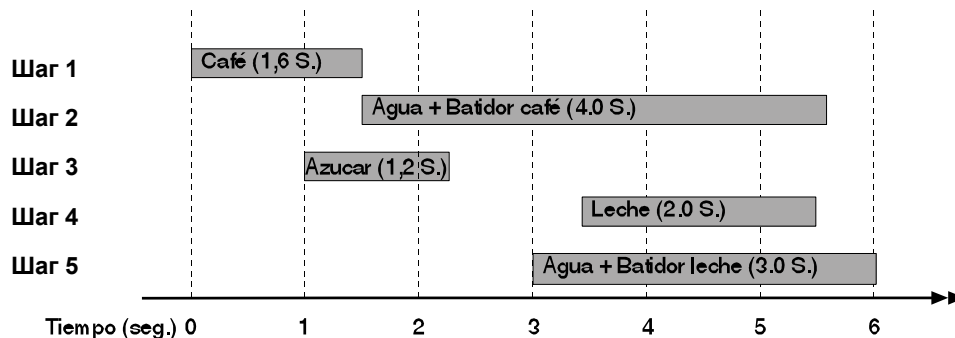 Шаг 1 Café (1,6 S.)
Шаг 2 Agua + Batidor café (4.0 S.)
Шаг 3 Azucar (1,2 S.)
Шаг 4 Leche (2.0 S.)
Шаг 5 Agua + Batidor leche (3.0 S.)
Tiempo (seg.) 0 1 2 3 4 5 6